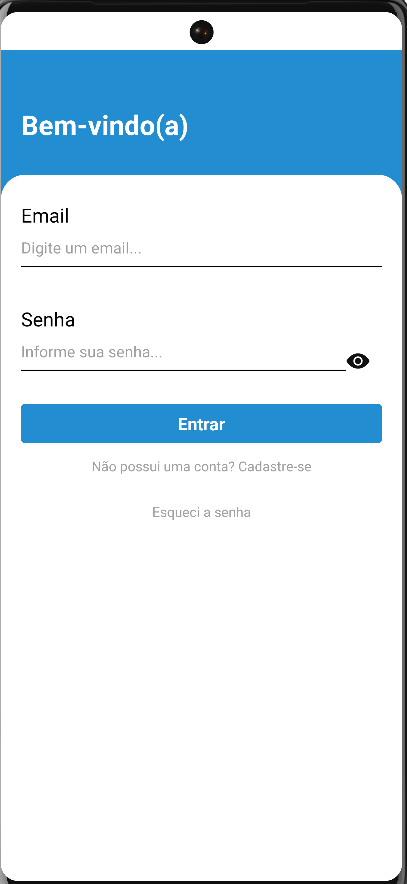 Bem-vindo(a)
Email
Digite um email...
Senha
Informe sua senha...
Entrar
Não possui uma conta? Cadastre-se
Esqueci a senha